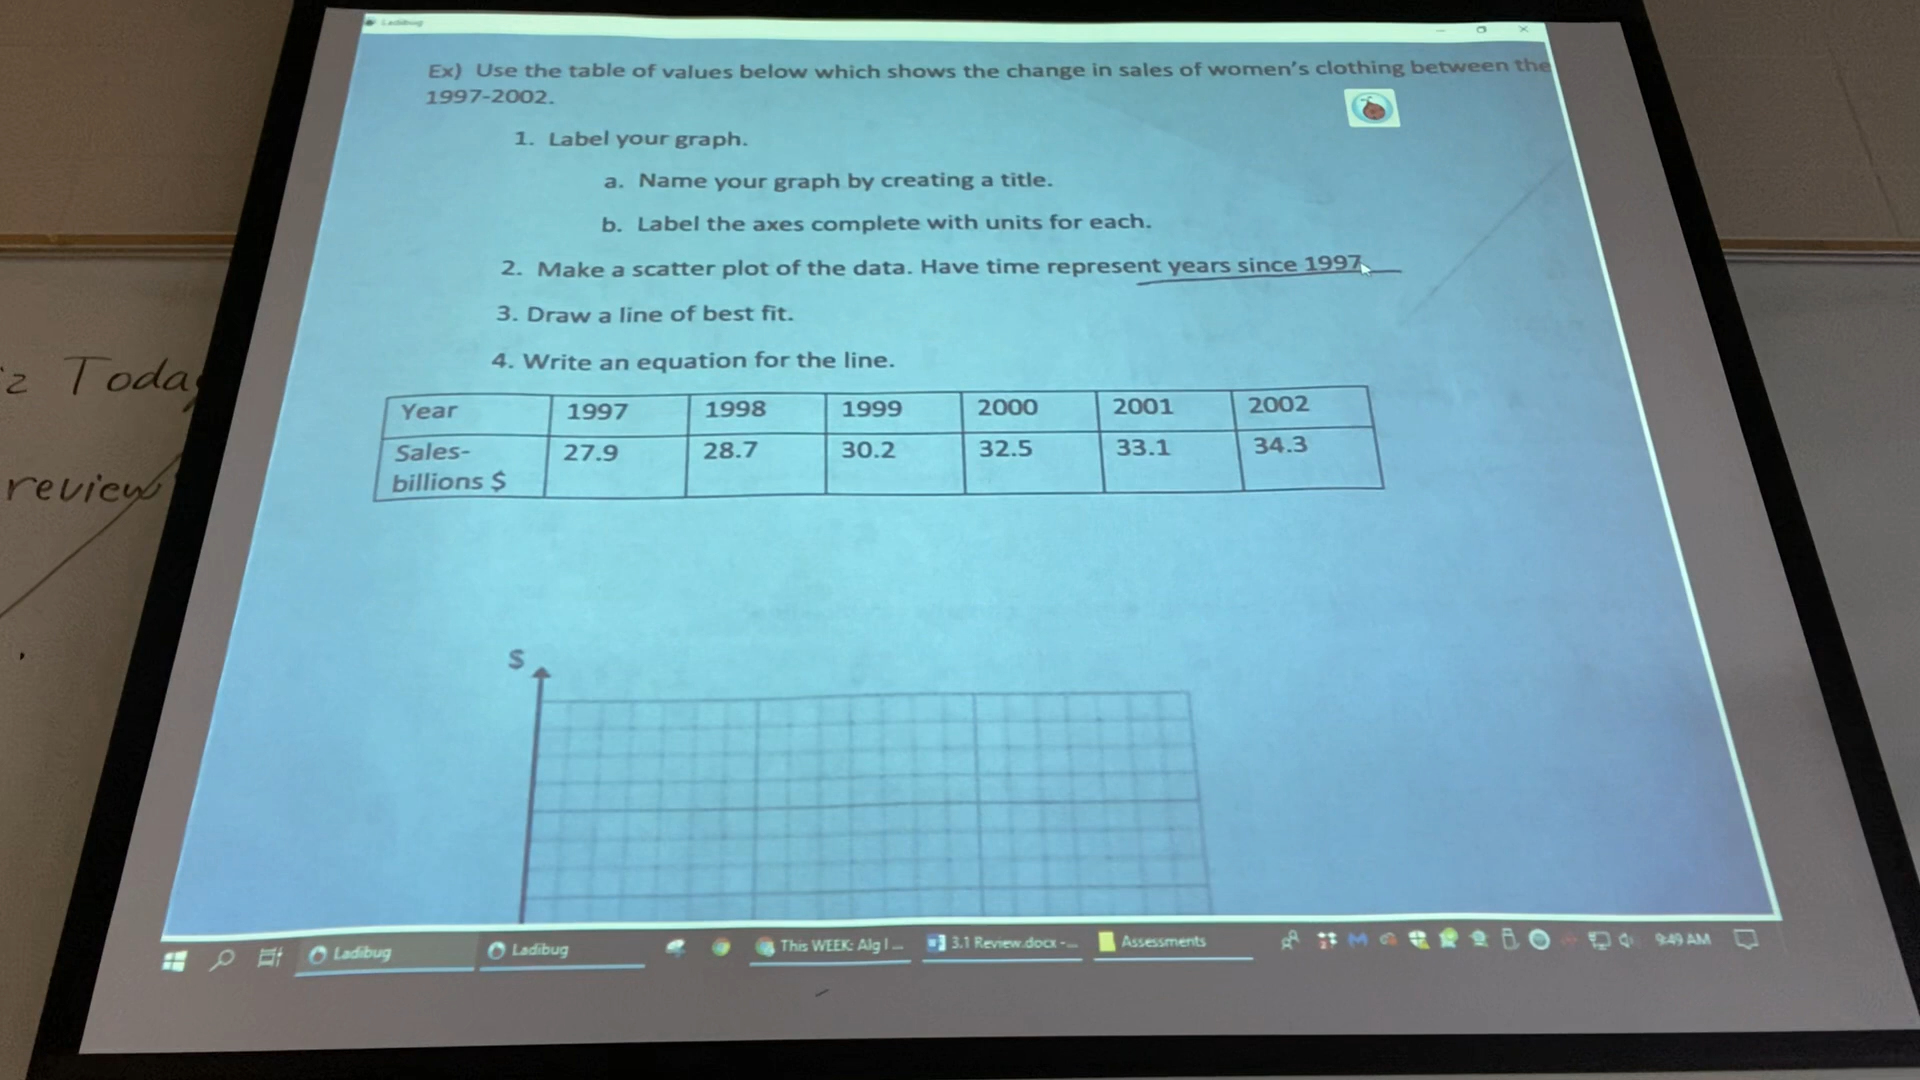 Ladibug
Ex) Use the table of values below which shows the change in sales of women's clothing between the
1997-2002.
1. Label your graph.
a. Name your graph by creating a title.
b. Label the axes complete with units for each.
2. Make a scatter plot of the data. Have time represent years since 1997
3. Draw a line of best fit.
4. Write an equation for the line.
Year 1997 1998 1999 2000 2001 2002
Sales- 27.9 28.7 30.2 32.5 33.1 34.3
billions $
$
Toda
review
Ladibug Ladibug This WEEK: Alg I ... 3.1 Review.docx -... Assessments 9:49 AM